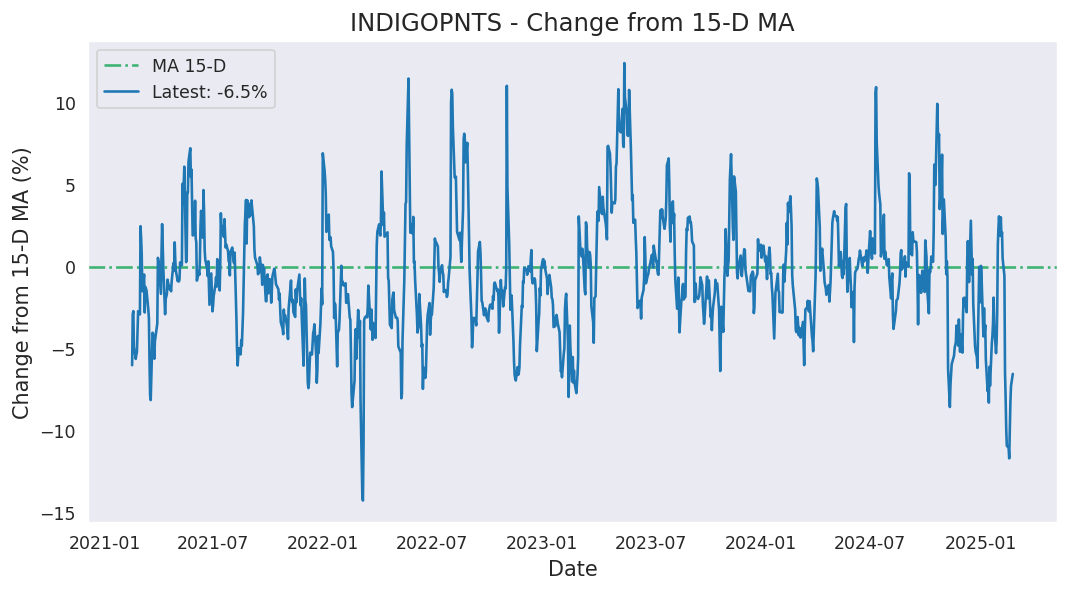 INDIGOPNTS - Change from 15-D MA
MA 15-D
Latest: -6.5%
Change from 15-D MA (%)
10
5
0
−5
−10
−15
2021-01 2021-07 2022-01 2022-07 2023-01 2023-07 2024-01 2024-07 2025-01
Date